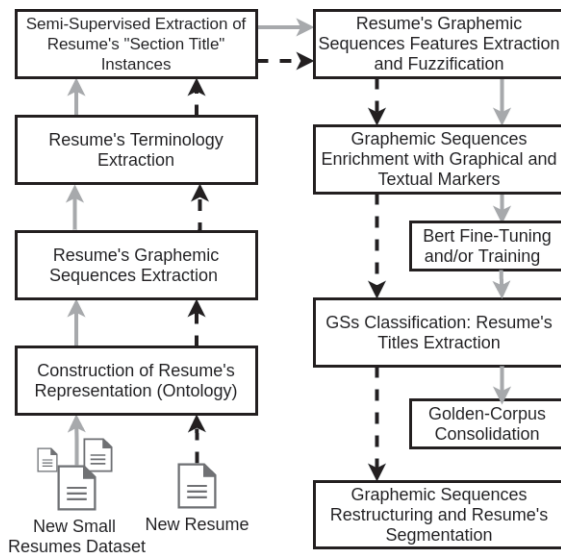 Semi-Supervised Extraction of
Resume's "Section Title"
Instances
Resume's Terminology
Extraction
Resume's Graphemic
Sequences Extraction
Construction of Resume's
Representation (Ontology)
New Small
Resumes Dataset
New Resume
Resume's Graphemic
Sequences Features Extraction
and Fuzzification
Graphemic Sequences
Enrichment with Graphical and
Textual Markers
Bert Fine-Tuning
and/or Training
GSs Classification: Resume's
Titles Extraction
Golden-Corpus
Consolidation
Graphemic Sequences
Restructuring and Resume's
Segmentation